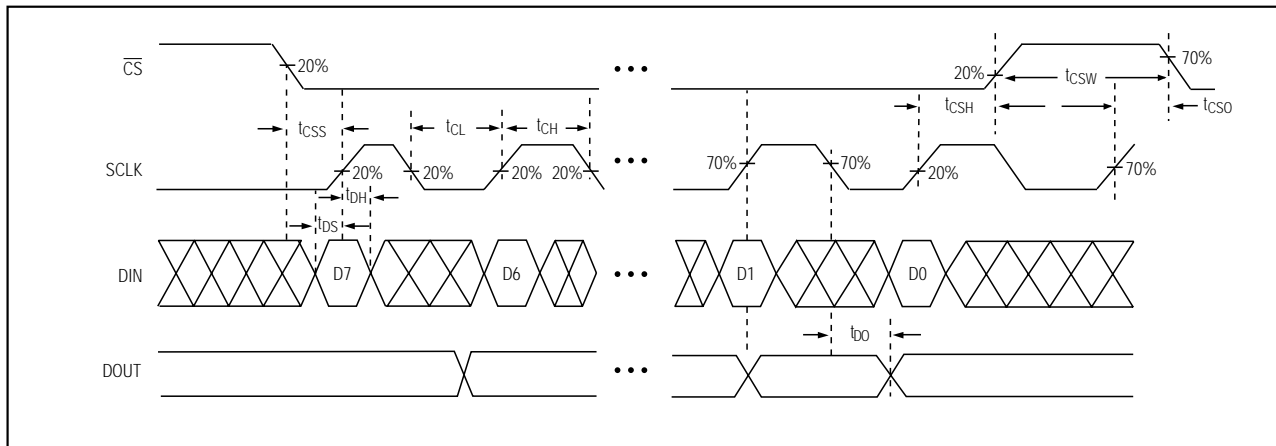 CS
20%
•••
20%
tCSW
70%
tCSH
tCSO
tCSS
tCL
tCH
SCLK
20%
20%
20%
20%
•••
70%
70%
20%
70%
tDH
tDS
DIN
D7
D6
•••
D1
D0
tDO
DOUT
•••